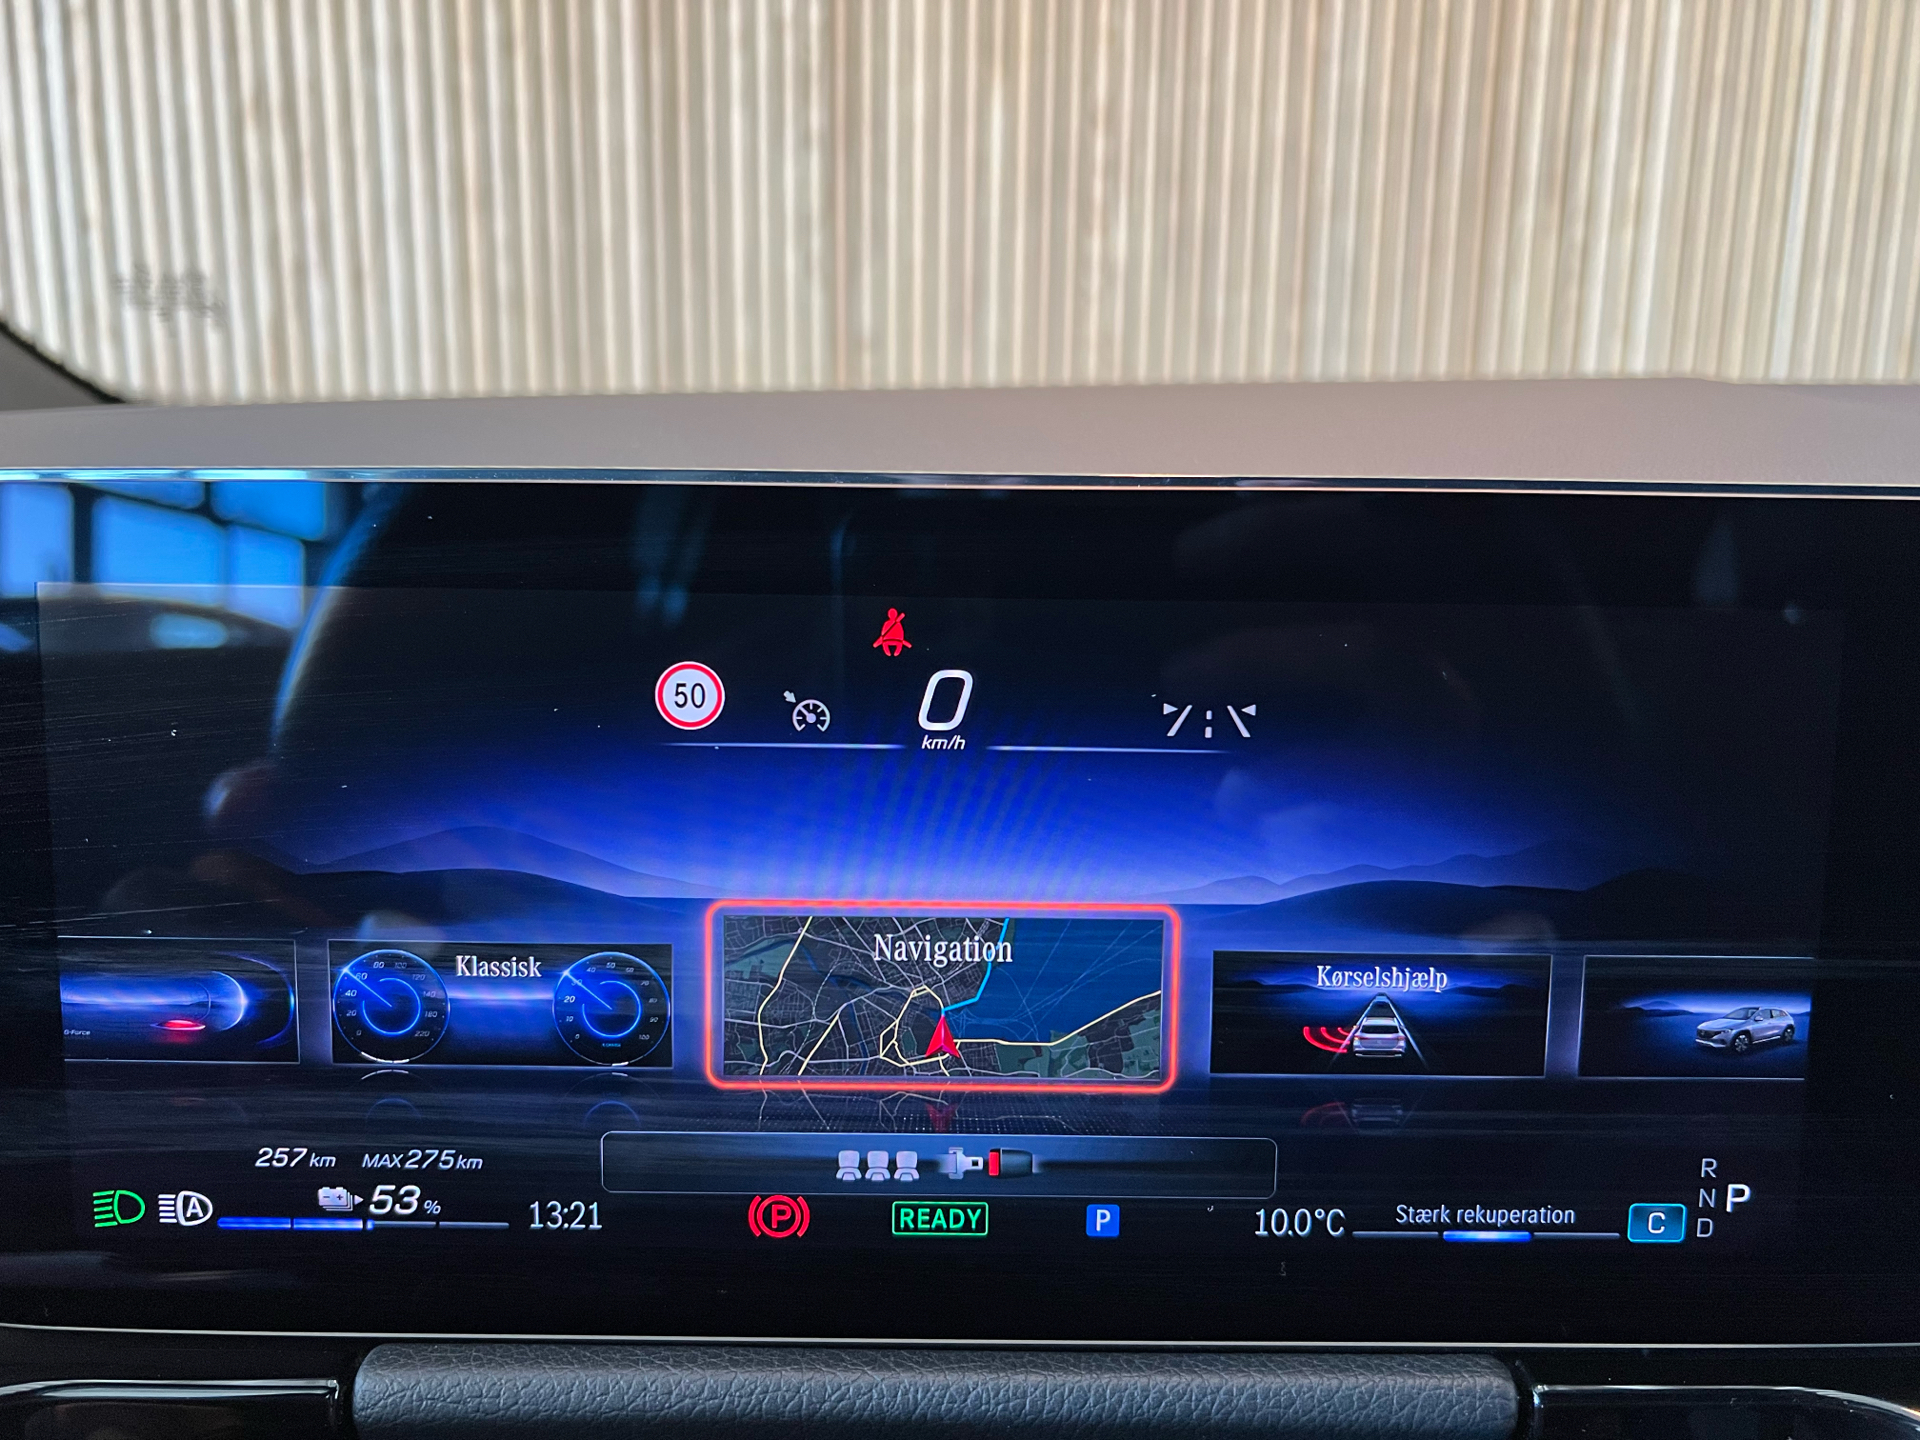 50
0
km/h
Klassisk
Navigation
Kørselshjælp
G-Force
257 km MAX 275 km
A
53 %
13:21
P
READY
P
10.0°C
Stærk rekuperation
C
R
N P
D